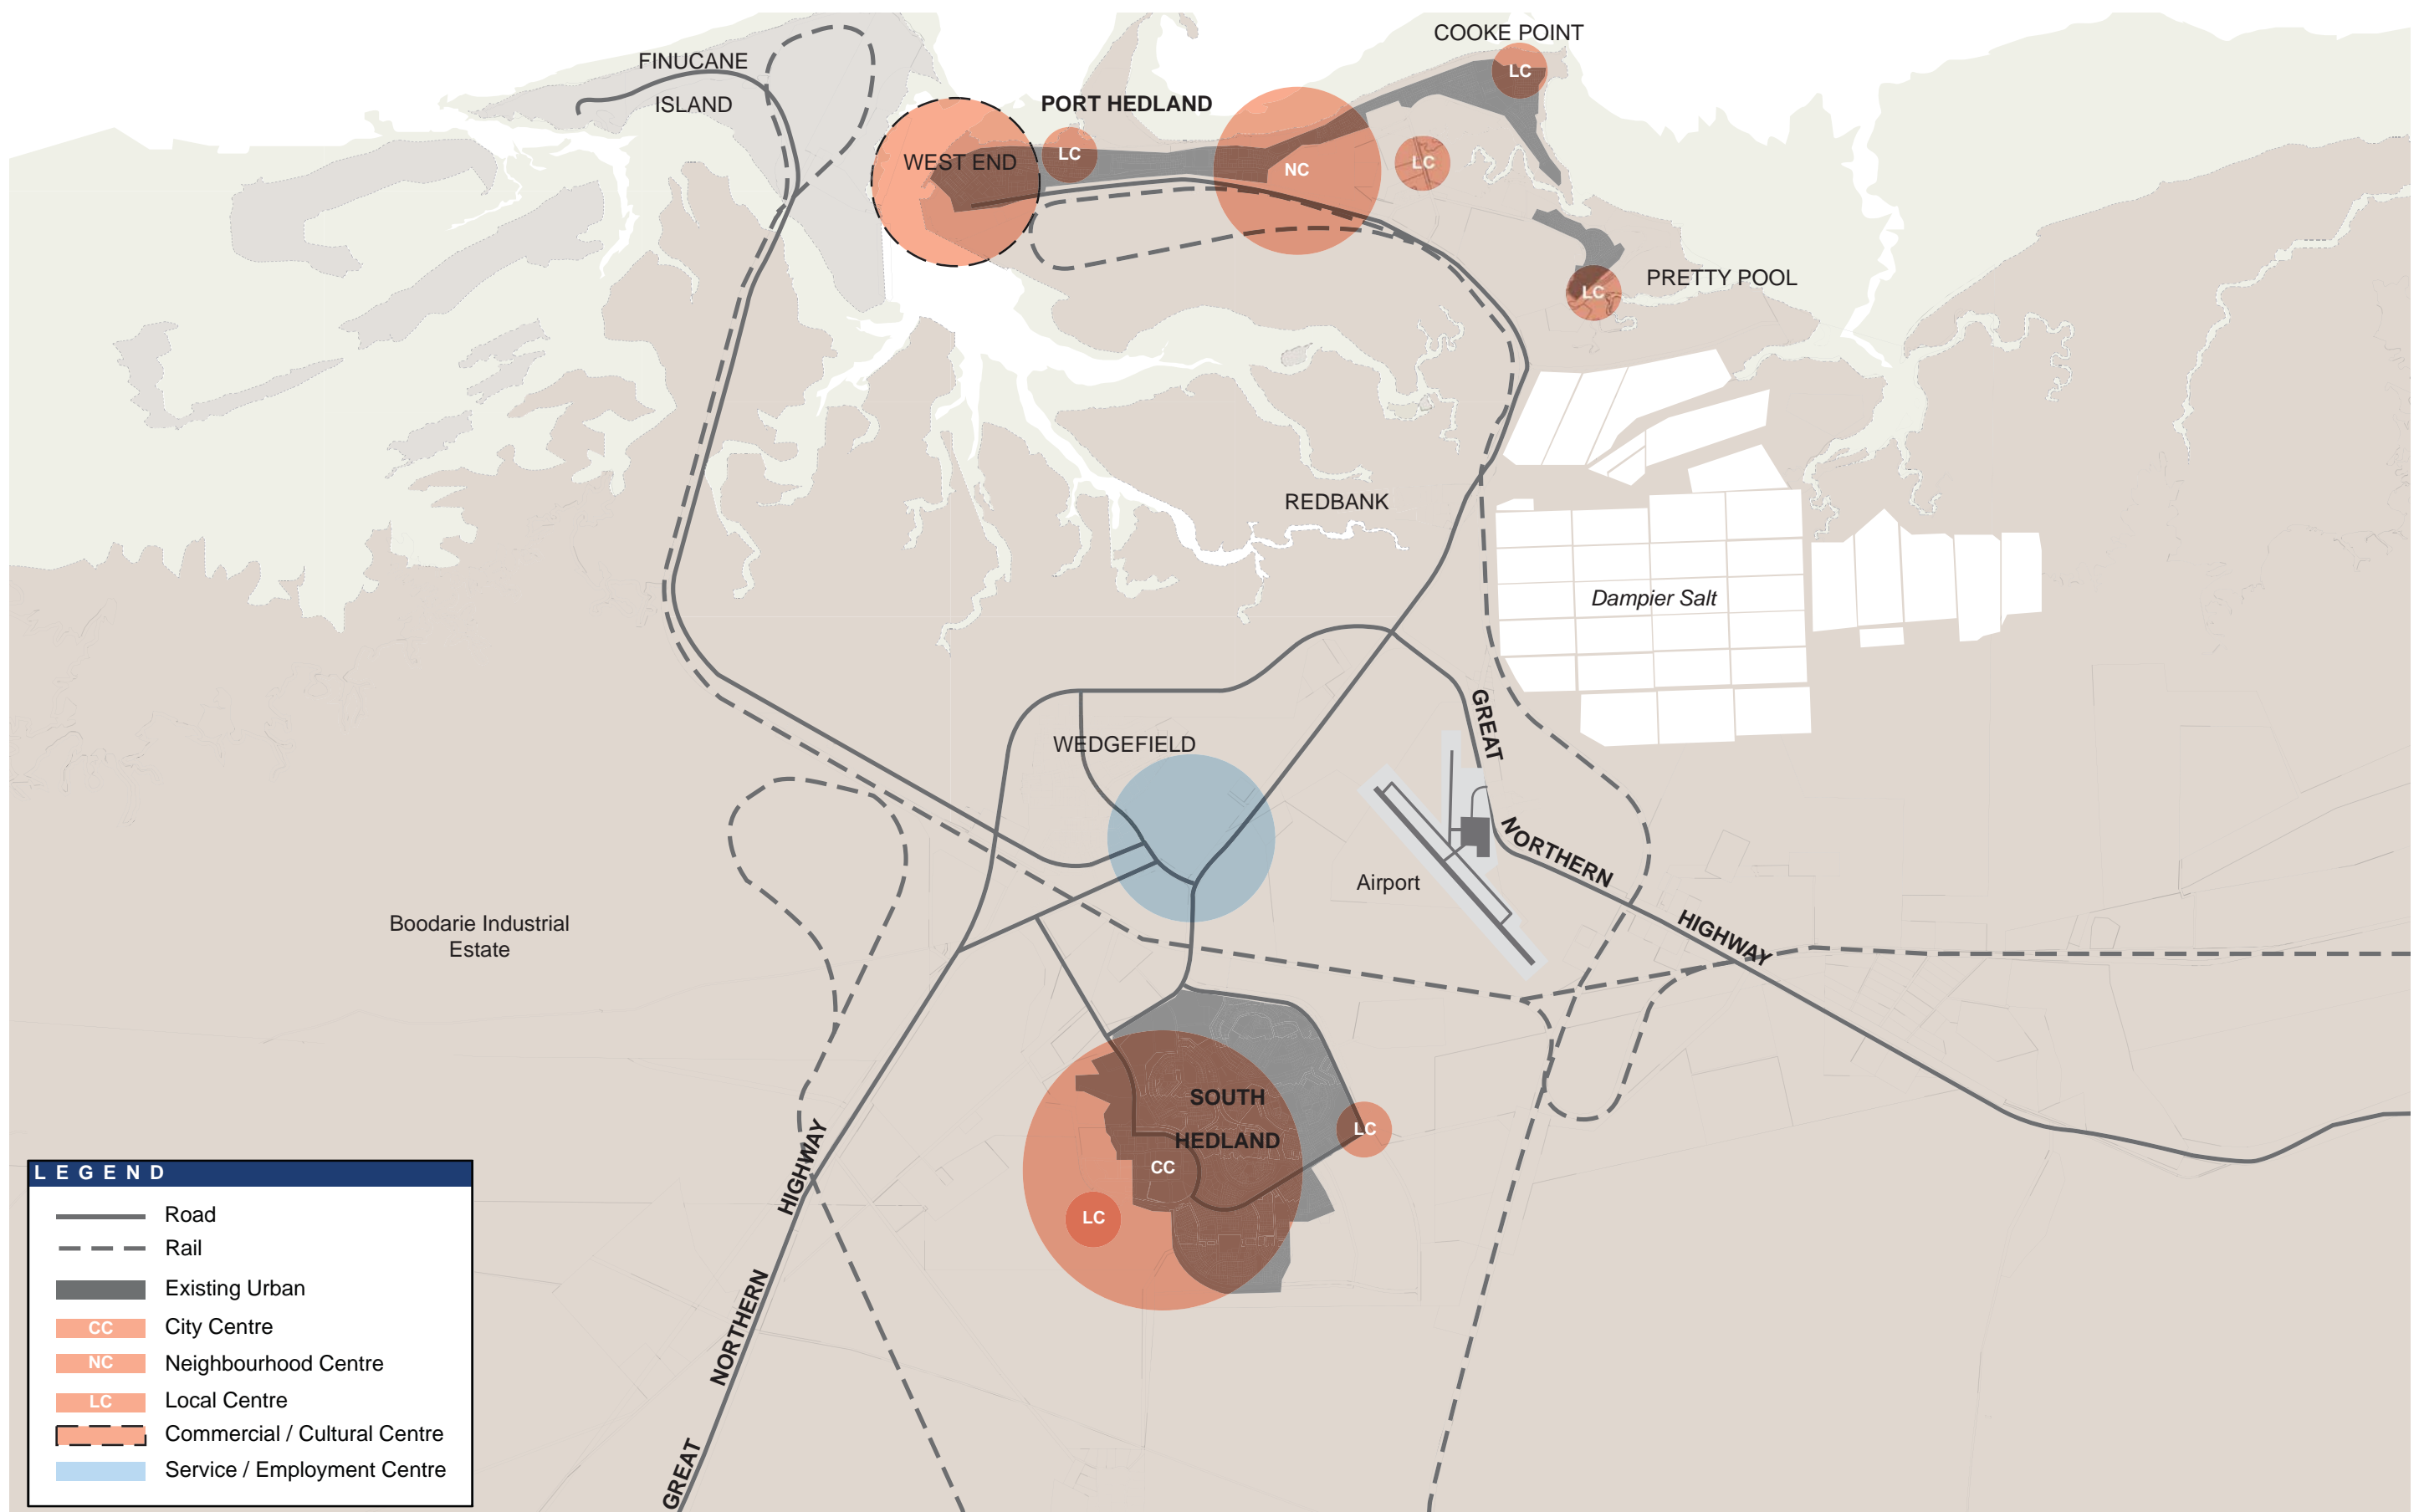 COOKE POINT
FINUCANE
ISLAND
PORT HEDLAND
LC
WEST END
LC
NC
LC
PRETTY POOL
LC
REDBANK
Dampier Salt
GREAT
WEDGEFIELD
NORTHERN
Airport
HIGHWAY
Boodarie Industrial
Estate
SOUTH
HEDLAND
LC
CC
LC
HIGHWAY
NORTHERN
GREAT
LEGEND
Road
Rail
Existing Urban
CC City Centre
NC Neighbourhood Centre
LC Local Centre
Commercial / Cultural Centre
Service / Employment Centre